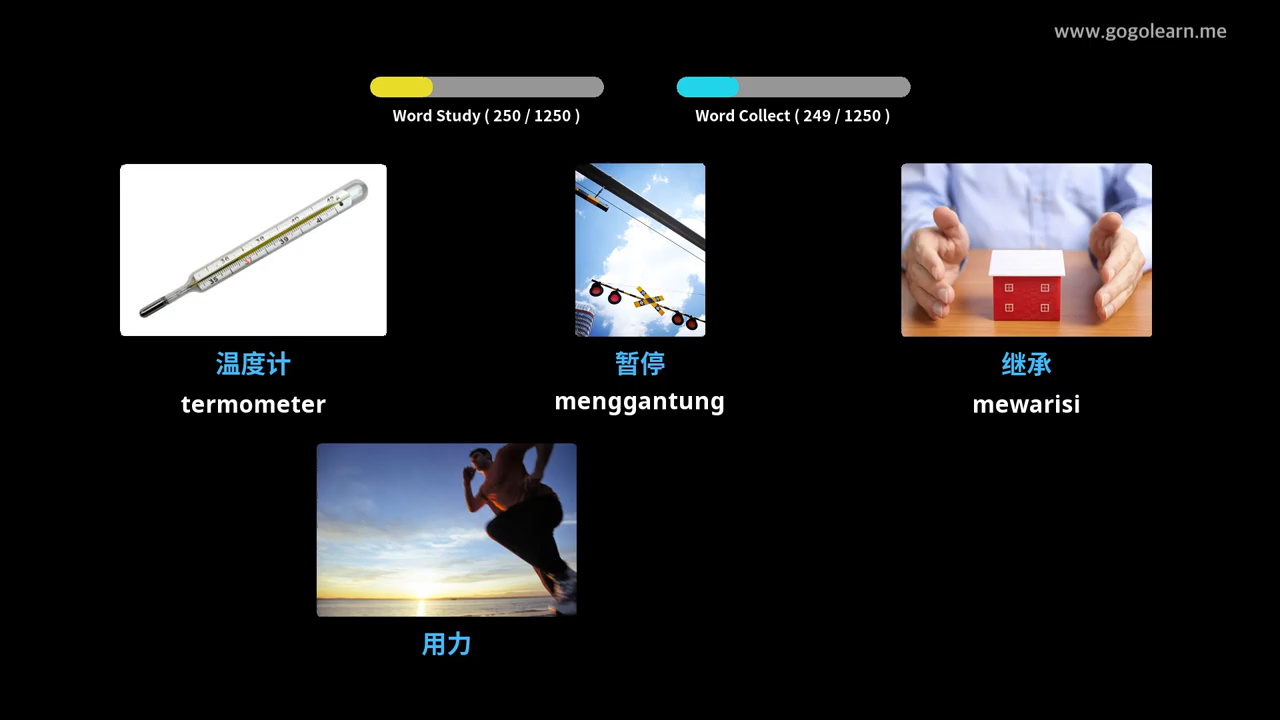 www.gogolearn.me
Word Study ( 250 / 1250 )
Word Collect ( 249 / 1250 )
温度计
暂停
继承
termometer
menggantung
mewarisi
用力